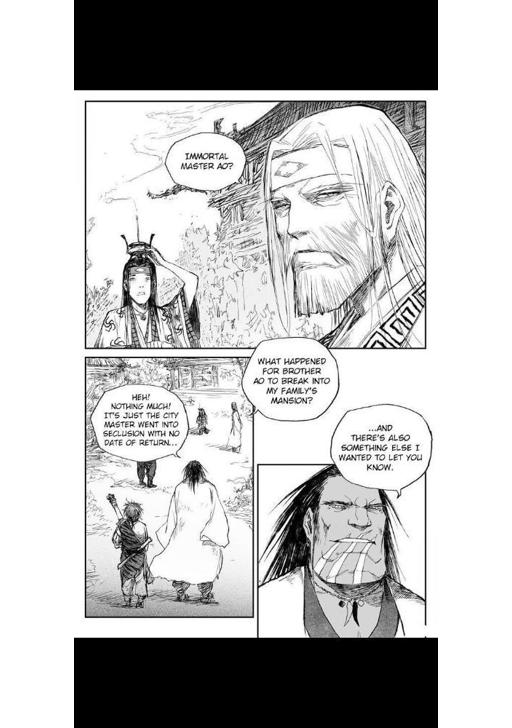 IMMORTAL
MASTER AO?
WHAT HAPPENED
FOR BROTHER
AO TO BREAK INTO
MY FAMILY'S
MANSION?
HEH!
NOTHING MUCH!
IT'S JUST THE CITY
MASTER WENT INTO
SECLUSION WITH NO
DATE OF RETURN...
...AND
THERE'S ALSO
SOMETHING ELSE I
WANTED TO LET YOU
KNOW.